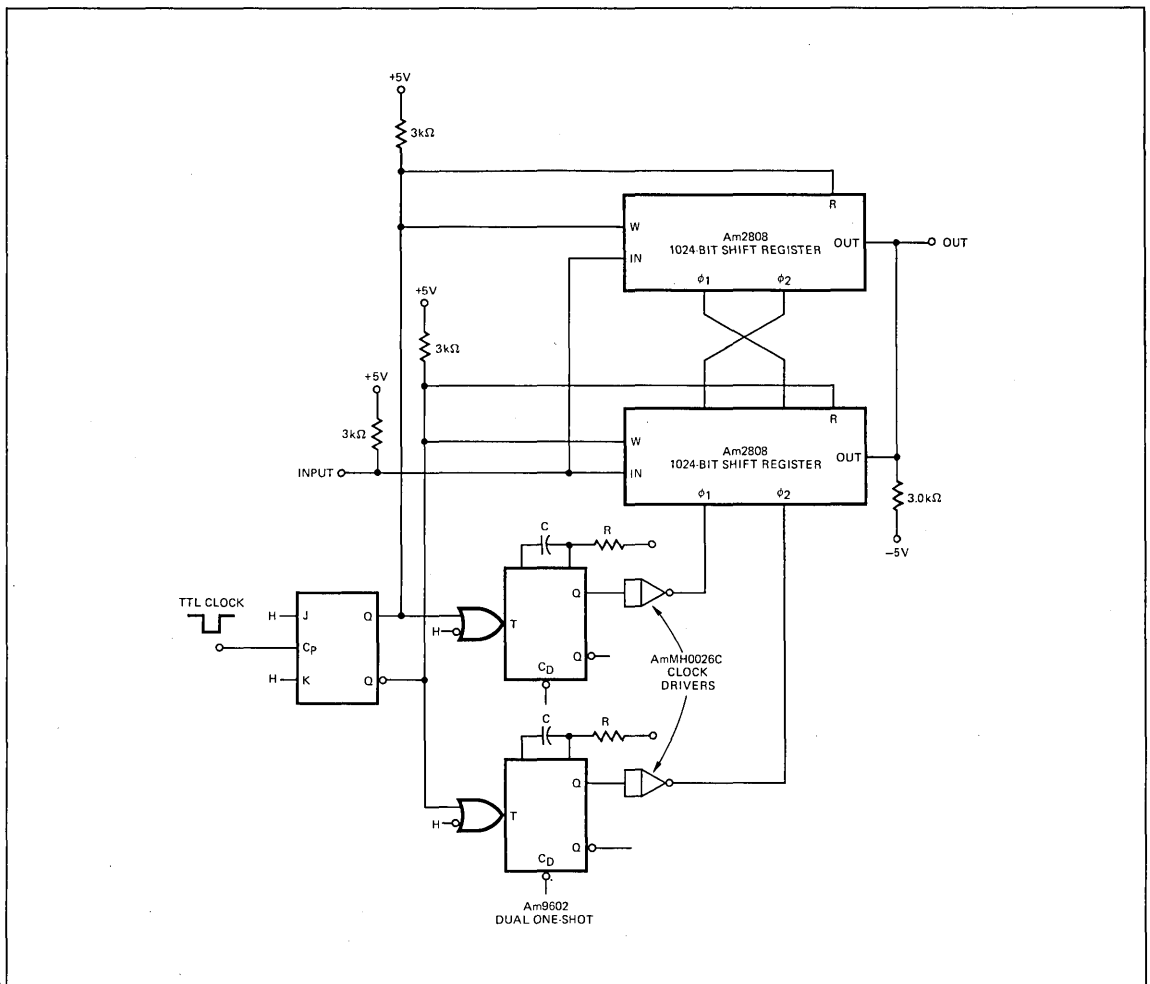 +5V
3kΩ
R
W
Am2808
1024-BIT SHIFT REGISTER
OUT
OUT
IN
ϕ1
ϕ2
+5V
3kΩ
+5V
3kΩ
R
W
Am2808
1024-BIT SHIFT REGISTER
OUT
INPUT
IN
ϕ1
ϕ2
3.0kΩ
−5V
C
R
TTL CLOCK
H
J
Q
H
T
Q
CP
Q
AmMH0026C
CLOCK
DRIVERS
H
K
Q
CD
C
R
Q
H
T
Q
CD
Am9602
DUAL ONE-SHOT